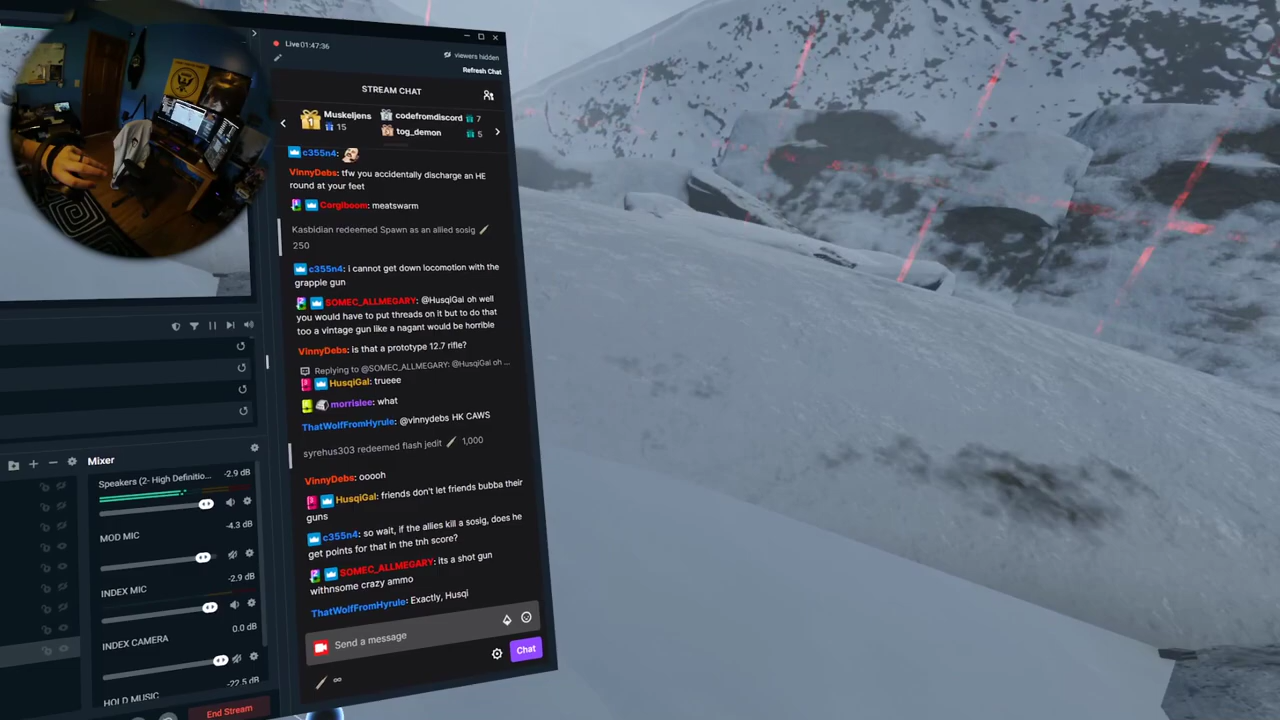 Live 01:47:36
viewers hidden
Refresh Chat
STREAM CHAT
Muskeljens
15
codefromdiscord 7
tog_demon 5
c355n4:
VinnyDebs: tfw you accidentally discharge an HE
round at your feet
Corgiboom: meatswarm
Kasbidian redeemed Spawn as an allied sosig
250
c355n4: i cannot get down locomotion with the
grapple gun
SOMEC_ALLMEGARY: @HusqiGal oh well
you would have to put threads on it but to do that
too a vintage gun like a nagant would be horrible
VinnyDebs: is that a prototype 12.7 rifle?
Replying to @SOMEC_ALLMEGARY: @HusqiGal oh ...
HusqiGal: trueee
morrislee: what
ThatWolfFromHyrule: @vinnydebs HK CAWS
syrehus303 redeemed flash jedit 1,000
VinnyDebs: ooooh
HusqiGal: friends don't let friends bubba their
guns
c355n4: so wait, if the allies kill a sosig, does he
get points for that in the tnh score?
SOMEC_ALLMEGARY: its a shot gun
withnsome crazy ammo
ThatWolfFromHyrule: Exactly, Husqi
Send a message
Chat
∞
Mixer
Speakers (2- High Definitio... -2.9 dB
MOD MIC -4.3 dB
INDEX MIC -2.9 dB
INDEX CAMERA 0.0 dB
HOLD MUSIC -22.5 dB
End Stream